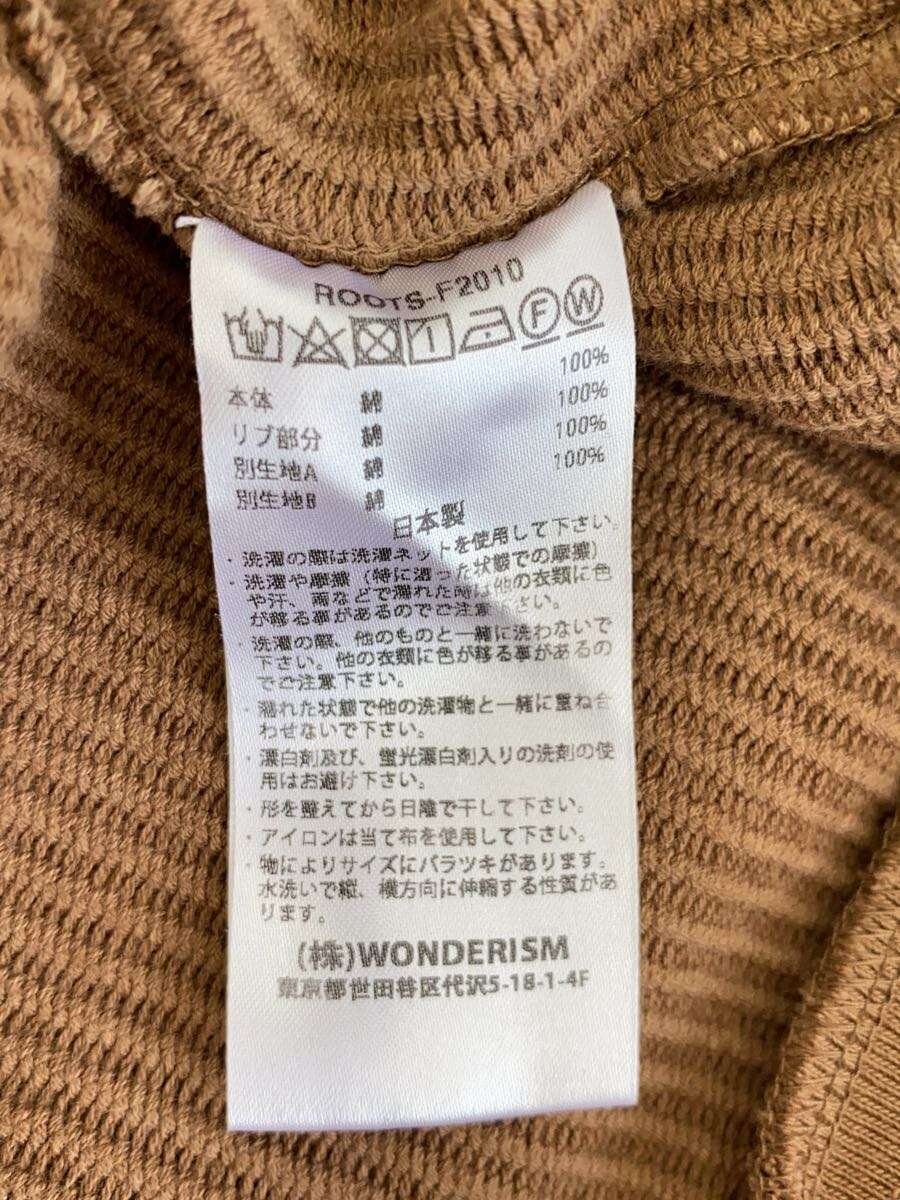 ROOTS-F2010
100%
本体 綿 100%
リブ部分 綿 100%
別生地A 綿 100%
別生地B 綿
日本製
・洗濯の際は洗濯ネットを使用して下さい。
・洗濯や摩擦(特に湿った状態での摩擦)
や汗、雨などで濡れた時は他の衣類に色
が移る事があるのでご注意下さい。
・洗濯の際、他のものと一緒に洗わないで
下さい。他の衣類に色が移る事があるの
でご注意下さい。
・濡れた状態で他の洗濯物と一緒に重ね合
わせないで下さい。
・漂白剤及び、蛍光漂白剤入りの洗剤の使
用はお避け下さい。
・形を整えてから日陰で干して下さい。
・アイロンは当て布を使用して下さい。
・物によりサイズにバラツキがあります。
水洗いで縦、横方向に伸縮する性質があ
ります。
(株)WONDERISM
東京都世田谷区代沢5-18-1-4F